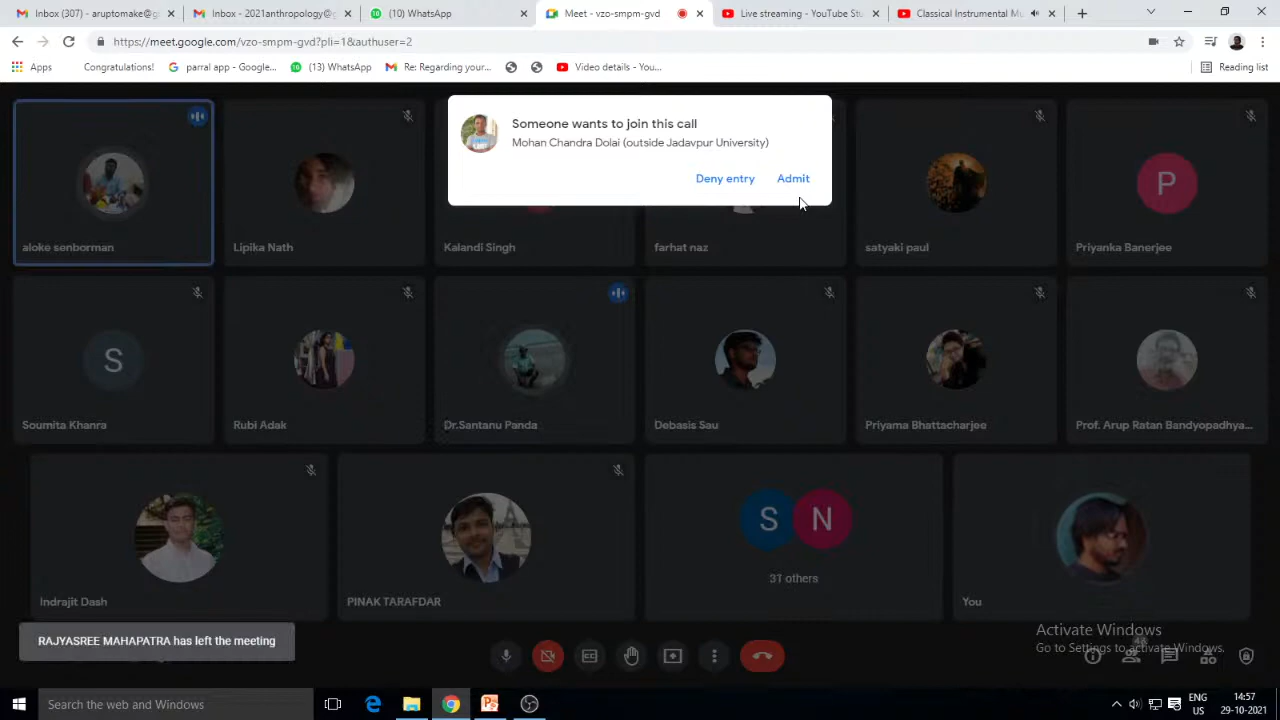 Inbox (307) - aruptomake@
Inbox - 2021anthropology@g
(10) WhatsApp
Meet - vzo-smpm-gvd
Live streaming - YouTube Stu
Classical Instrumental Mu
https://meet.google.com/vzo-smpm-gvd?pli=1&authuser=2
Apps
Congratulations!
parral app - Google...
(13) WhatsApp
Re: Regarding your...
Video details - You...
Reading list
Someone wants to join this call
Mohan Chandra Dolai (outside Jadavpur University)
Deny entry
Admit
P
aloke senborman
Lipika Nath
Kalandi Singh
farhat naz
satyaki paul
Priyanka Banerjee
S
Soumita Khanra
Rubi Adak
Dr.Santanu Panda
Debasis Sau
Priyama Bhattacharjee
Prof. Arup Ratan Bandyopadhya...
S N
31 others
Indrajit Dash
PINAK TARAFDAR
You
RAJYASREE MAHAPATRA has left the meeting
Activate Windows
Go to Settings to activate Windows.
48
Search the web and Windows
ENG
US
14:57
29-10-2021